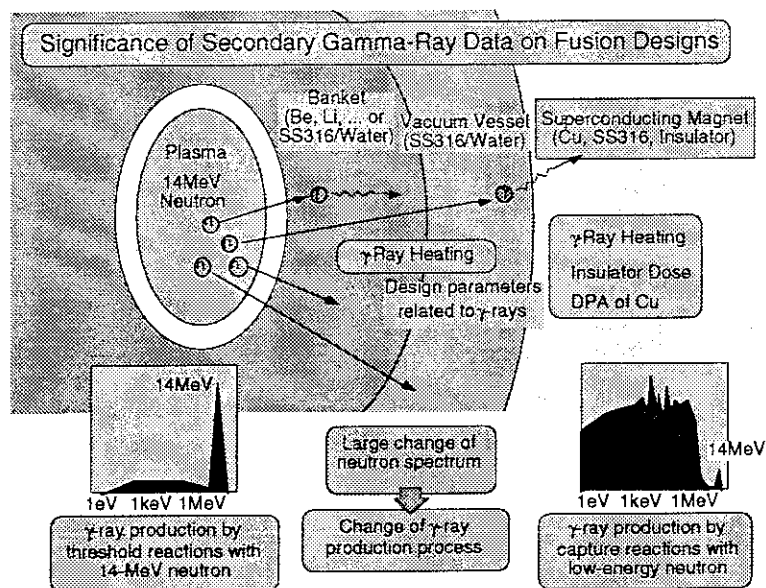 Significance of Secondary Gamma-Ray Data on Fusion Designs
Banket
(Be, Li, ... or
SS316/Water)
Vacuum Vessel
(SS316/Water)
Superconducting Magnet
(Cu, SS316, Insulator)
Plasma
14MeV
Neutron
γ-Ray Heating
Design parameters
related to γ-rays
γ-Ray Heating
Insulator Dose
DPA of Cu
14MeV
1eV 1keV 1MeV
γ-ray production by
threshold reactions with
14-MeV neutron
Large change of
neutron spectrum
Change of γ-ray
production process
14MeV
1eV 1keV 1MeV
γ-ray production by
capture reactions with
low-energy neutron